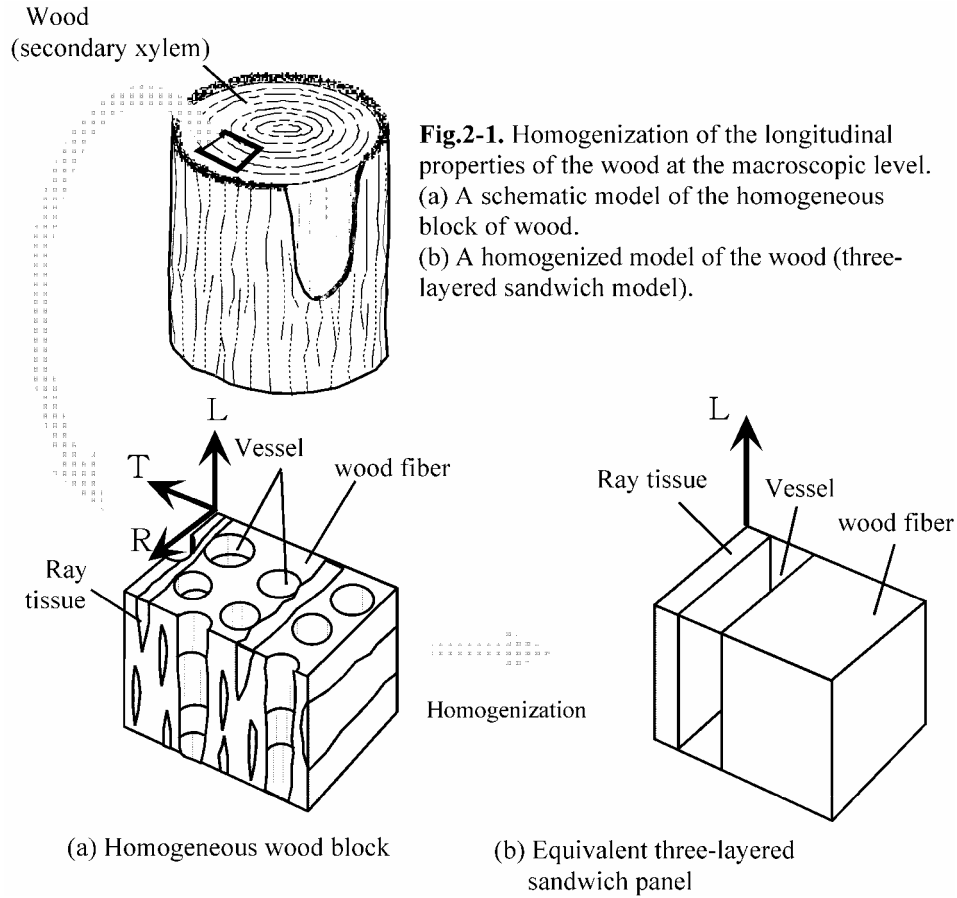 Wood
(secondary xylem)
Fig.2-1. Homogenization of the longitudinal
properties of the wood at the macroscopic level.
(a) A schematic model of the homogeneous
block of wood.
(b) A homogenized model of the wood (three-
layered sandwich model).
L
T
R
Vessel
wood fiber
Ray
tissue
Homogenization
L
Ray tissue
Vessel
wood fiber
(a) Homogeneous wood block
(b) Equivalent three-layered
sandwich panel